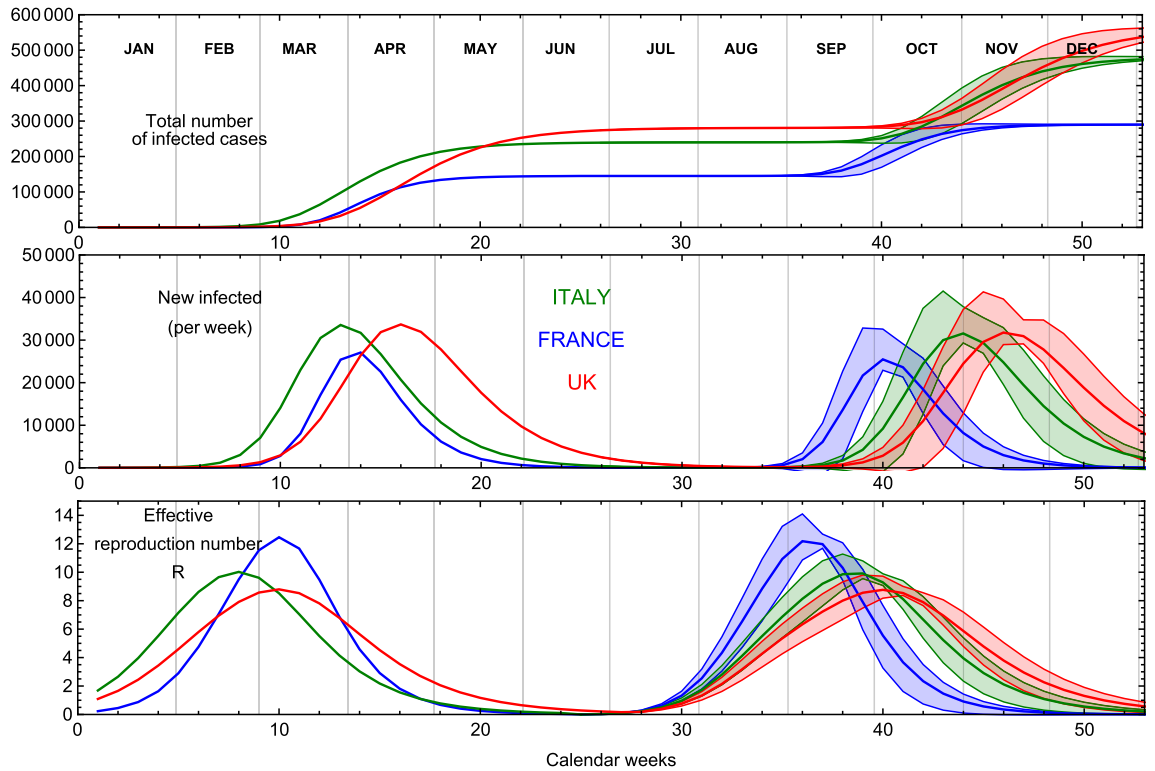 600 000
500 000
400 000
300 000
200 000
100 000
0
JAN FEB MAR APR MAY JUN JUL AUG SEP OCT NOV DEC
Total number
of infected cases
0 10 20 30 40 50
50 000
40 000
30 000
20 000
10 000
0
New infected
(per week)
ITALY
FRANCE
UK
0 10 20 30 40 50
14
12
10
8
6
4
2
0
Effective
reproduction number
R
0 10 20 30 40 50
Calendar weeks